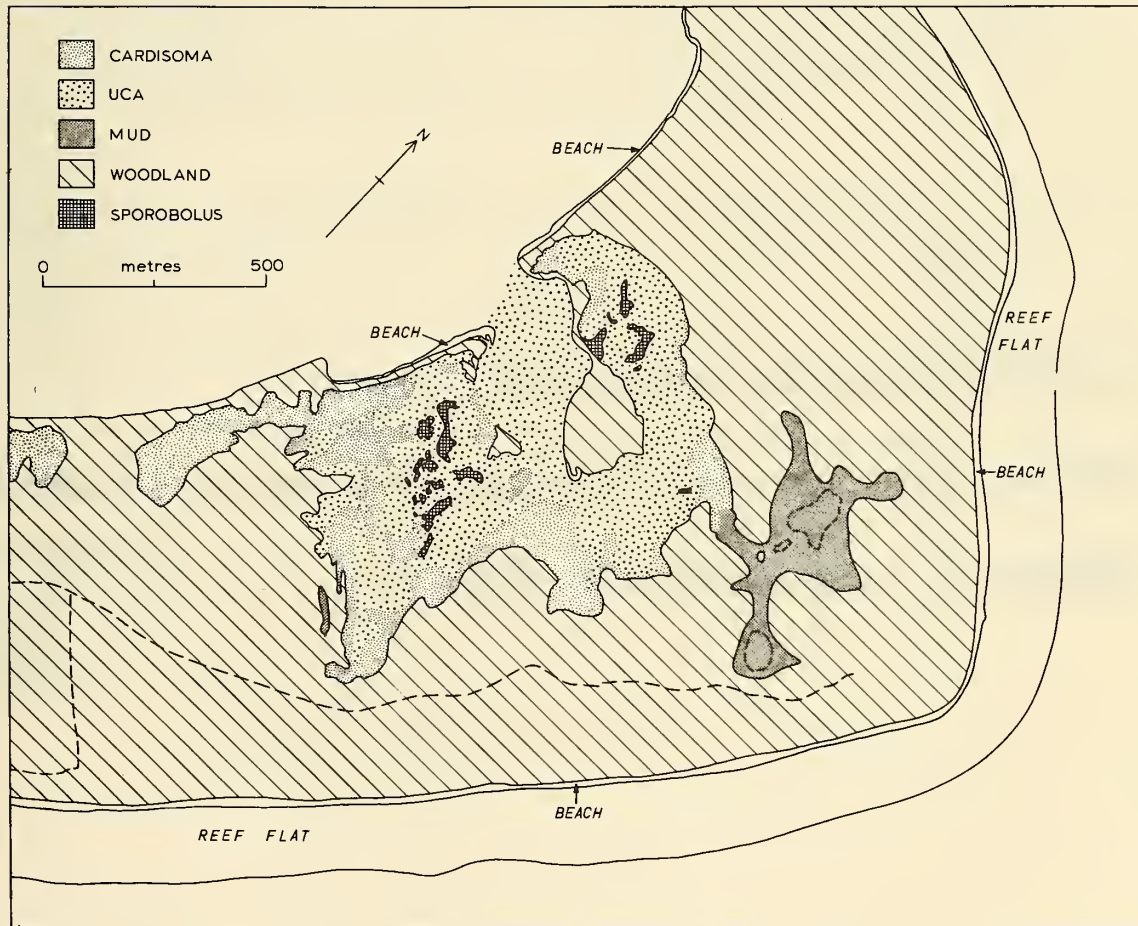 CARDISOMA
UCA
MUD
WOODLAND
SPOROBOLUS
0 metres 500
N
BEACH
BEACH
REEF
FLAT
BEACH
BEACH
REEF FLAT